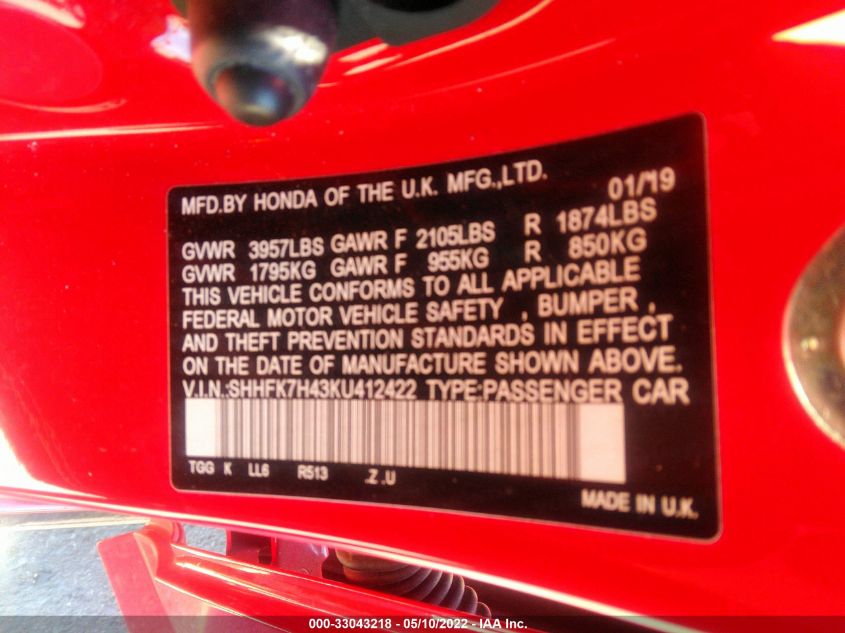 MFD.BY HONDA OF THE U.K. MFG.,LTD. 01/19
GVWR 3957LBS GAWR F 2105LBS R 1874LBS
GVWR 1795KG GAWR F 955KG R 850KG
THIS VEHICLE CONFORMS TO ALL APPLICABLE
FEDERAL MOTOR VEHICLE SAFETY , BUMPER ,
AND THEFT PREVENTION STANDARDS IN EFFECT
ON THE DATE OF MANUFACTURE SHOWN ABOVE.
V.I.N.:SHHFK7H43KU412422 TYPE:PASSENGER CAR
TGG K LL6 R513 .Z .U
MADE IN U.K.
000-33043218 - 05/10/2022 - IAA Inc.